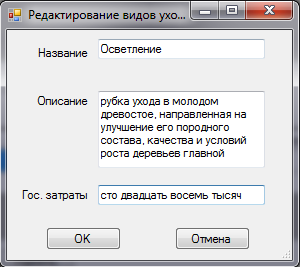 Редактирование видов ухо...
Название Осветление
Описание рубка ухода в молодом
древостое, направленная на
улучшение его породного
состава, качества и условий
роста деревьев главной
Гос. затраты сто двадцать восемь тысяч
OK Отмена